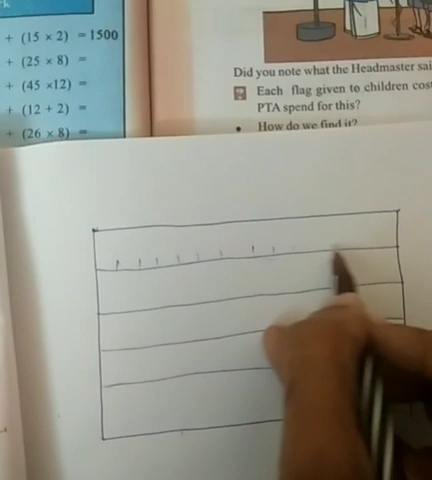 + (15 × 2) = 1500
+ (25 × 8) =
+ (45 ×12) =
+ (12 + 2) =
+ (26 × 8) =
Did you note what the Headmaster sai
Each flag given to children cost
PTA spend for this?
• How do we find it?